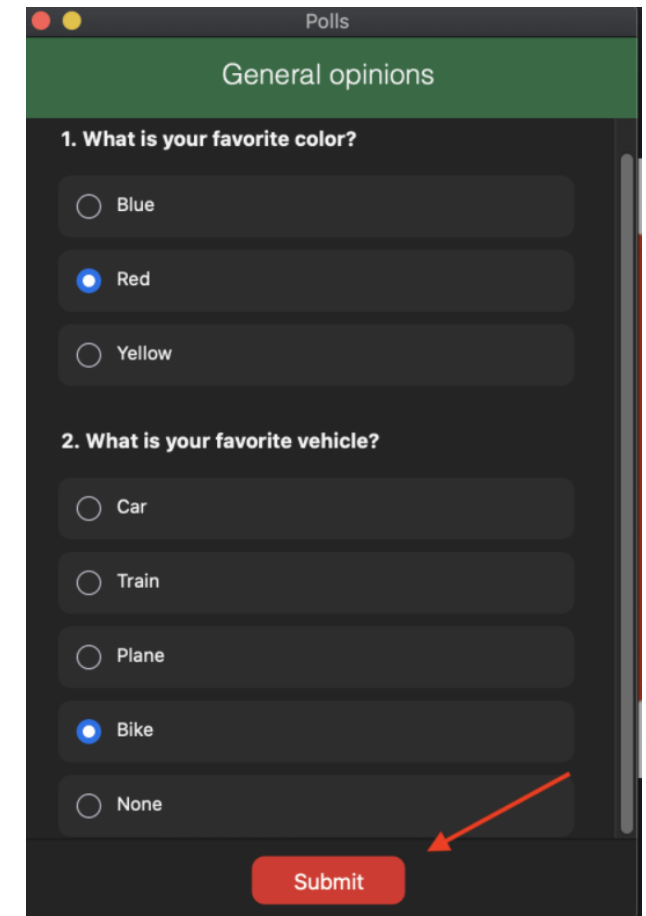 Polls
General opinions
1. What is your favorite color?
Blue
Red
Yellow
2. What is your favorite vehicle?
Car
Train
Plane
Bike
None
Submit